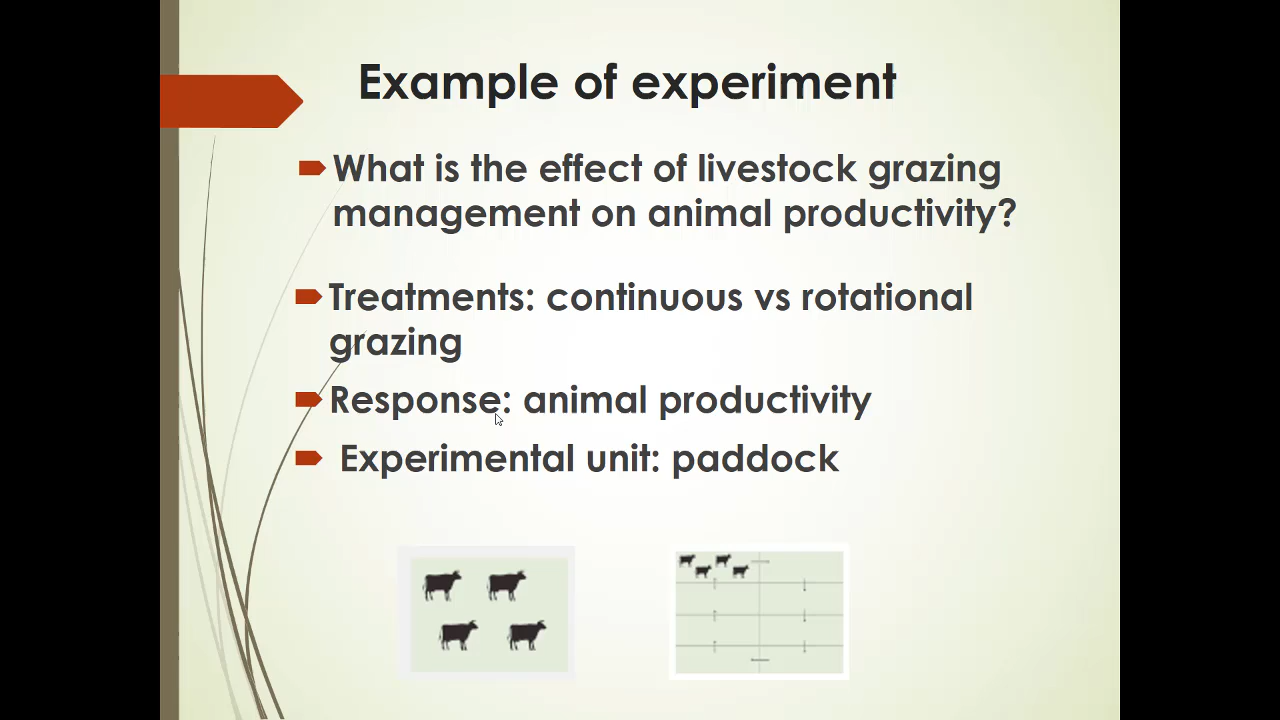 Example of experiment
What is the effect of livestock grazing
management on animal productivity?
Treatments: continuous vs rotational
grazing
Response: animal productivity
Experimental unit: paddock